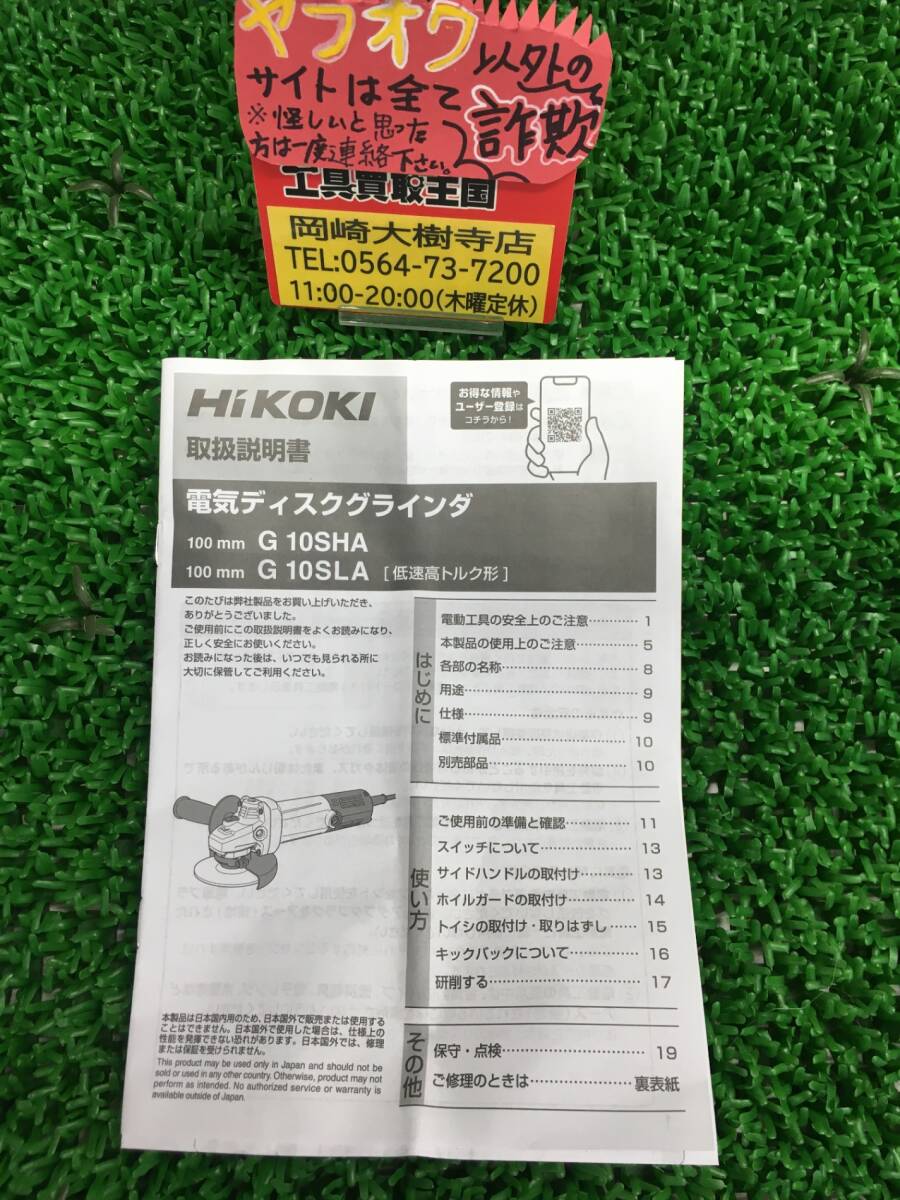 ヤフオク以外の
サイトは全て詐欺
※怪しいと思った
方は一度連絡下さい。
工具買取王国
岡崎大樹寺店
TEL:0564-73-7200
11:00-20:00(木曜定休)
HiKOKI
取扱説明書
お得な情報や
ユーザー登録は
コチラから!
電気ディスクグラインダ
100 mm G 10SHA
100 mm G 10SLA [低速高トルク形]
このたびは弊社製品をお買い上げいただき、
ありがとうございました。
ご使用前にこの取扱説明書をよくお読みになり、
正しく安全にお使いください。
お読みになった後は、いつでも見られる所に
大切に保管してご利用ください。
はじめに
電動工具の安全上のご注意………… 1
本製品の使用上のご注意………… 5
各部の名称………… 8
用途………… 9
仕様………… 9
標準付属品………… 10
別売部品………… 10
使い方
ご使用前の準備と確認………… 11
スイッチについて………… 13
サイドハンドルの取付け………… 13
ホイルガードの取付け………… 14
トイシの取付け・取りはずし………… 15
キックバックについて………… 16
研削する………… 17
その他
保守・点検………… 19
ご修理のときは………… 裏表紙
本製品は日本国内用のため、日本国外で販売または使用する
ことはできません。日本国外で使用した場合は、仕様上の
性能を発揮できない恐れがあります。日本国外では、修理
または保証を受けられません。
This product may be used only in Japan and should not be
sold or used in any other country. Otherwise, product may not
perform as intended. No authorized service or warranty is
available outside of Japan.